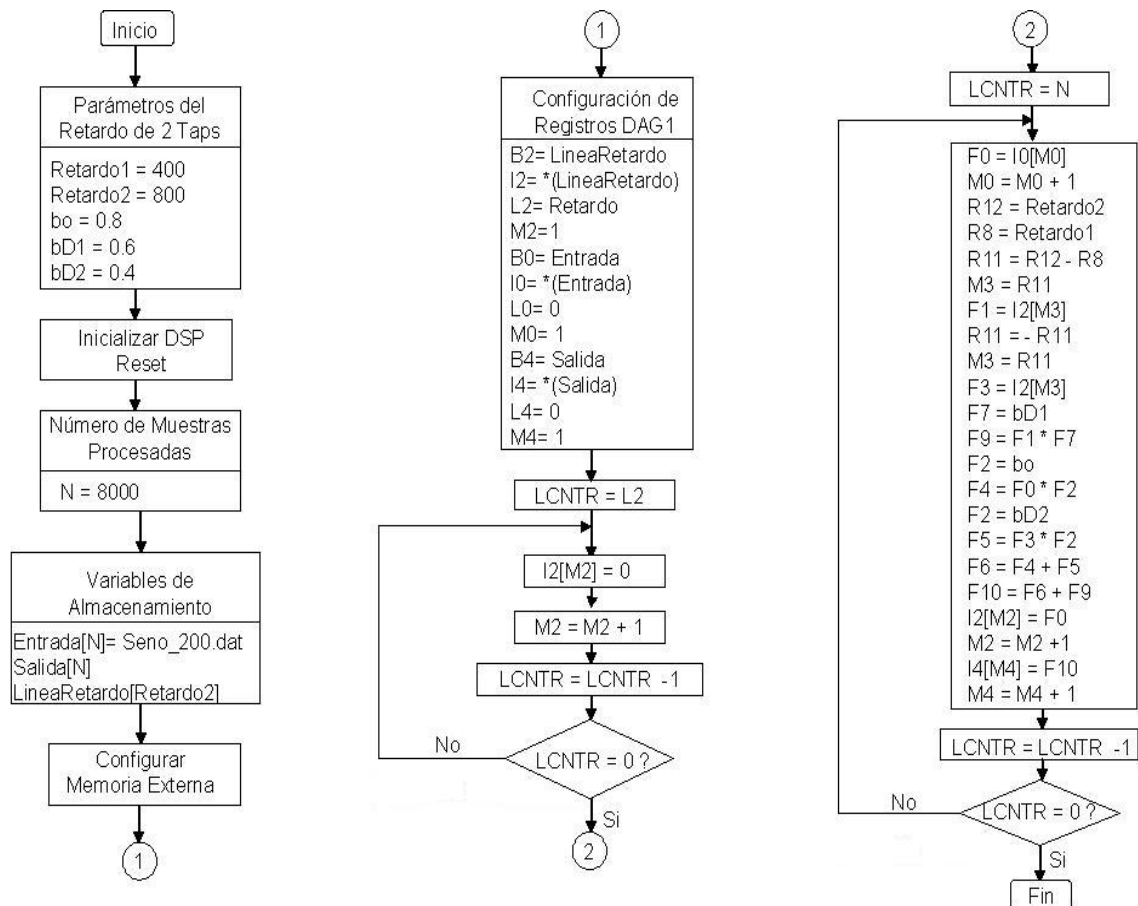 Inicio
Parámetros del
Retardo de 2 Taps
Retardo1 = 400
Retardo2 = 800
bo = 0.8
bD1 = 0.6
bD2 = 0.4
Inicializar DSP
Reset
Número de Muestras
Procesadas
N = 8000
Variables de
Almacenamiento
Entrada[N]= Seno_200.dat
Salida[N]
LineaRetardo[Retardo2]
Configurar
Memoria Externa
1
1
Configuración de
Registros DAG1
B2= LineaRetardo
I2= *(LineaRetardo)
L2= Retardo
M2=1
B0= Entrada
I0= *(Entrada)
L0= 0
M0= 1
B4= Salida
I4= *(Salida)
L4= 0
M4= 1
LCNTR = L2
I2[M2] = 0
M2 = M2 + 1
LCNTR = LCNTR -1
LCNTR = 0 ?
No
Si
2
2
LCNTR = N
F0 = I0[M0]
M0 = M0 + 1
R12 = Retardo2
R8 = Retardo1
R11 = R12 - R8
M3 = R11
F1 = I2[M3]
R11 = - R11
M3 = R11
F3 = I2[M3]
F7 = bD1
F9 = F1 * F7
F2 = bo
F4 = F0 * F2
F2 = bD2
F5 = F3 * F2
F6 = F4 + F5
F10 = F6 + F9
I2[M2] = F0
M2 = M2 +1
I4[M4] = F10
M4 = M4 + 1
LCNTR = LCNTR -1
LCNTR = 0 ?
No
Si
Fin